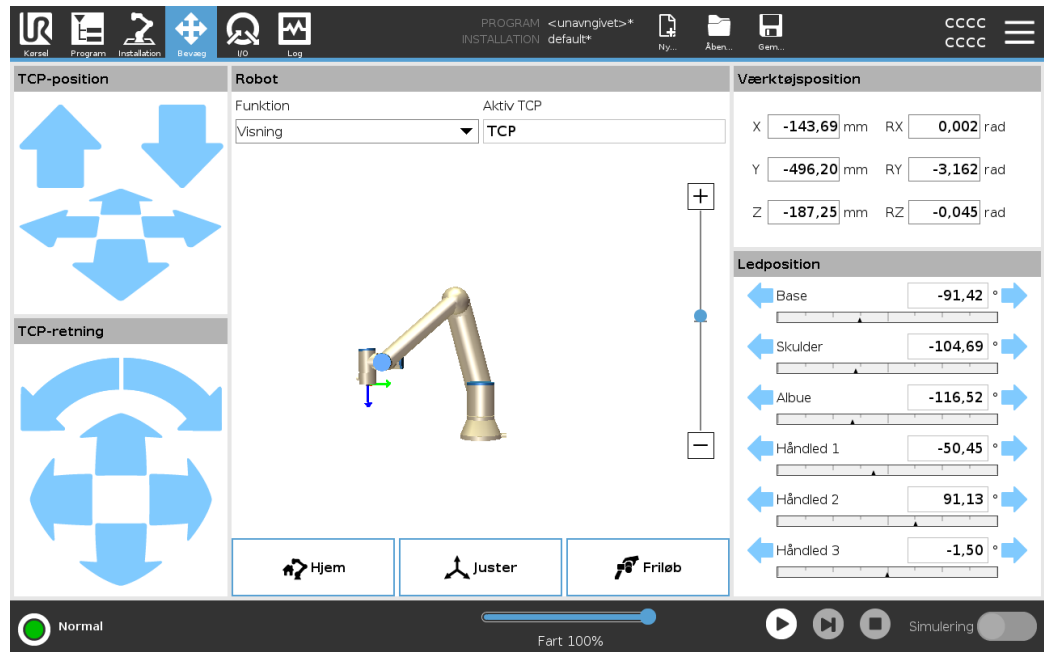 UR
PROGRAM <unavngivet>*
INSTALLATION default*
CCCC
CCCC
Kørsel Program Installation Bevæg I/O Log Ny... Åben... Gem...
TCP-position
Robot
Værktøjsposition
Funktion Aktiv TCP
Visning TCP
X -143,69 mm RX 0,002 rad
Y -496,20 mm RY -3,162 rad
Z -187,25 mm RZ -0,045 rad
Ledposition
Base -91,42 °
TCP-retning
Skulder -104,69 °
Albue -116,52 °
Håndled 1 -50,45 °
Håndled 2 91,13 °
Håndled 3 -1,50 °
Hjem Juster Friløb
Normal
Fart 100%
Simulering